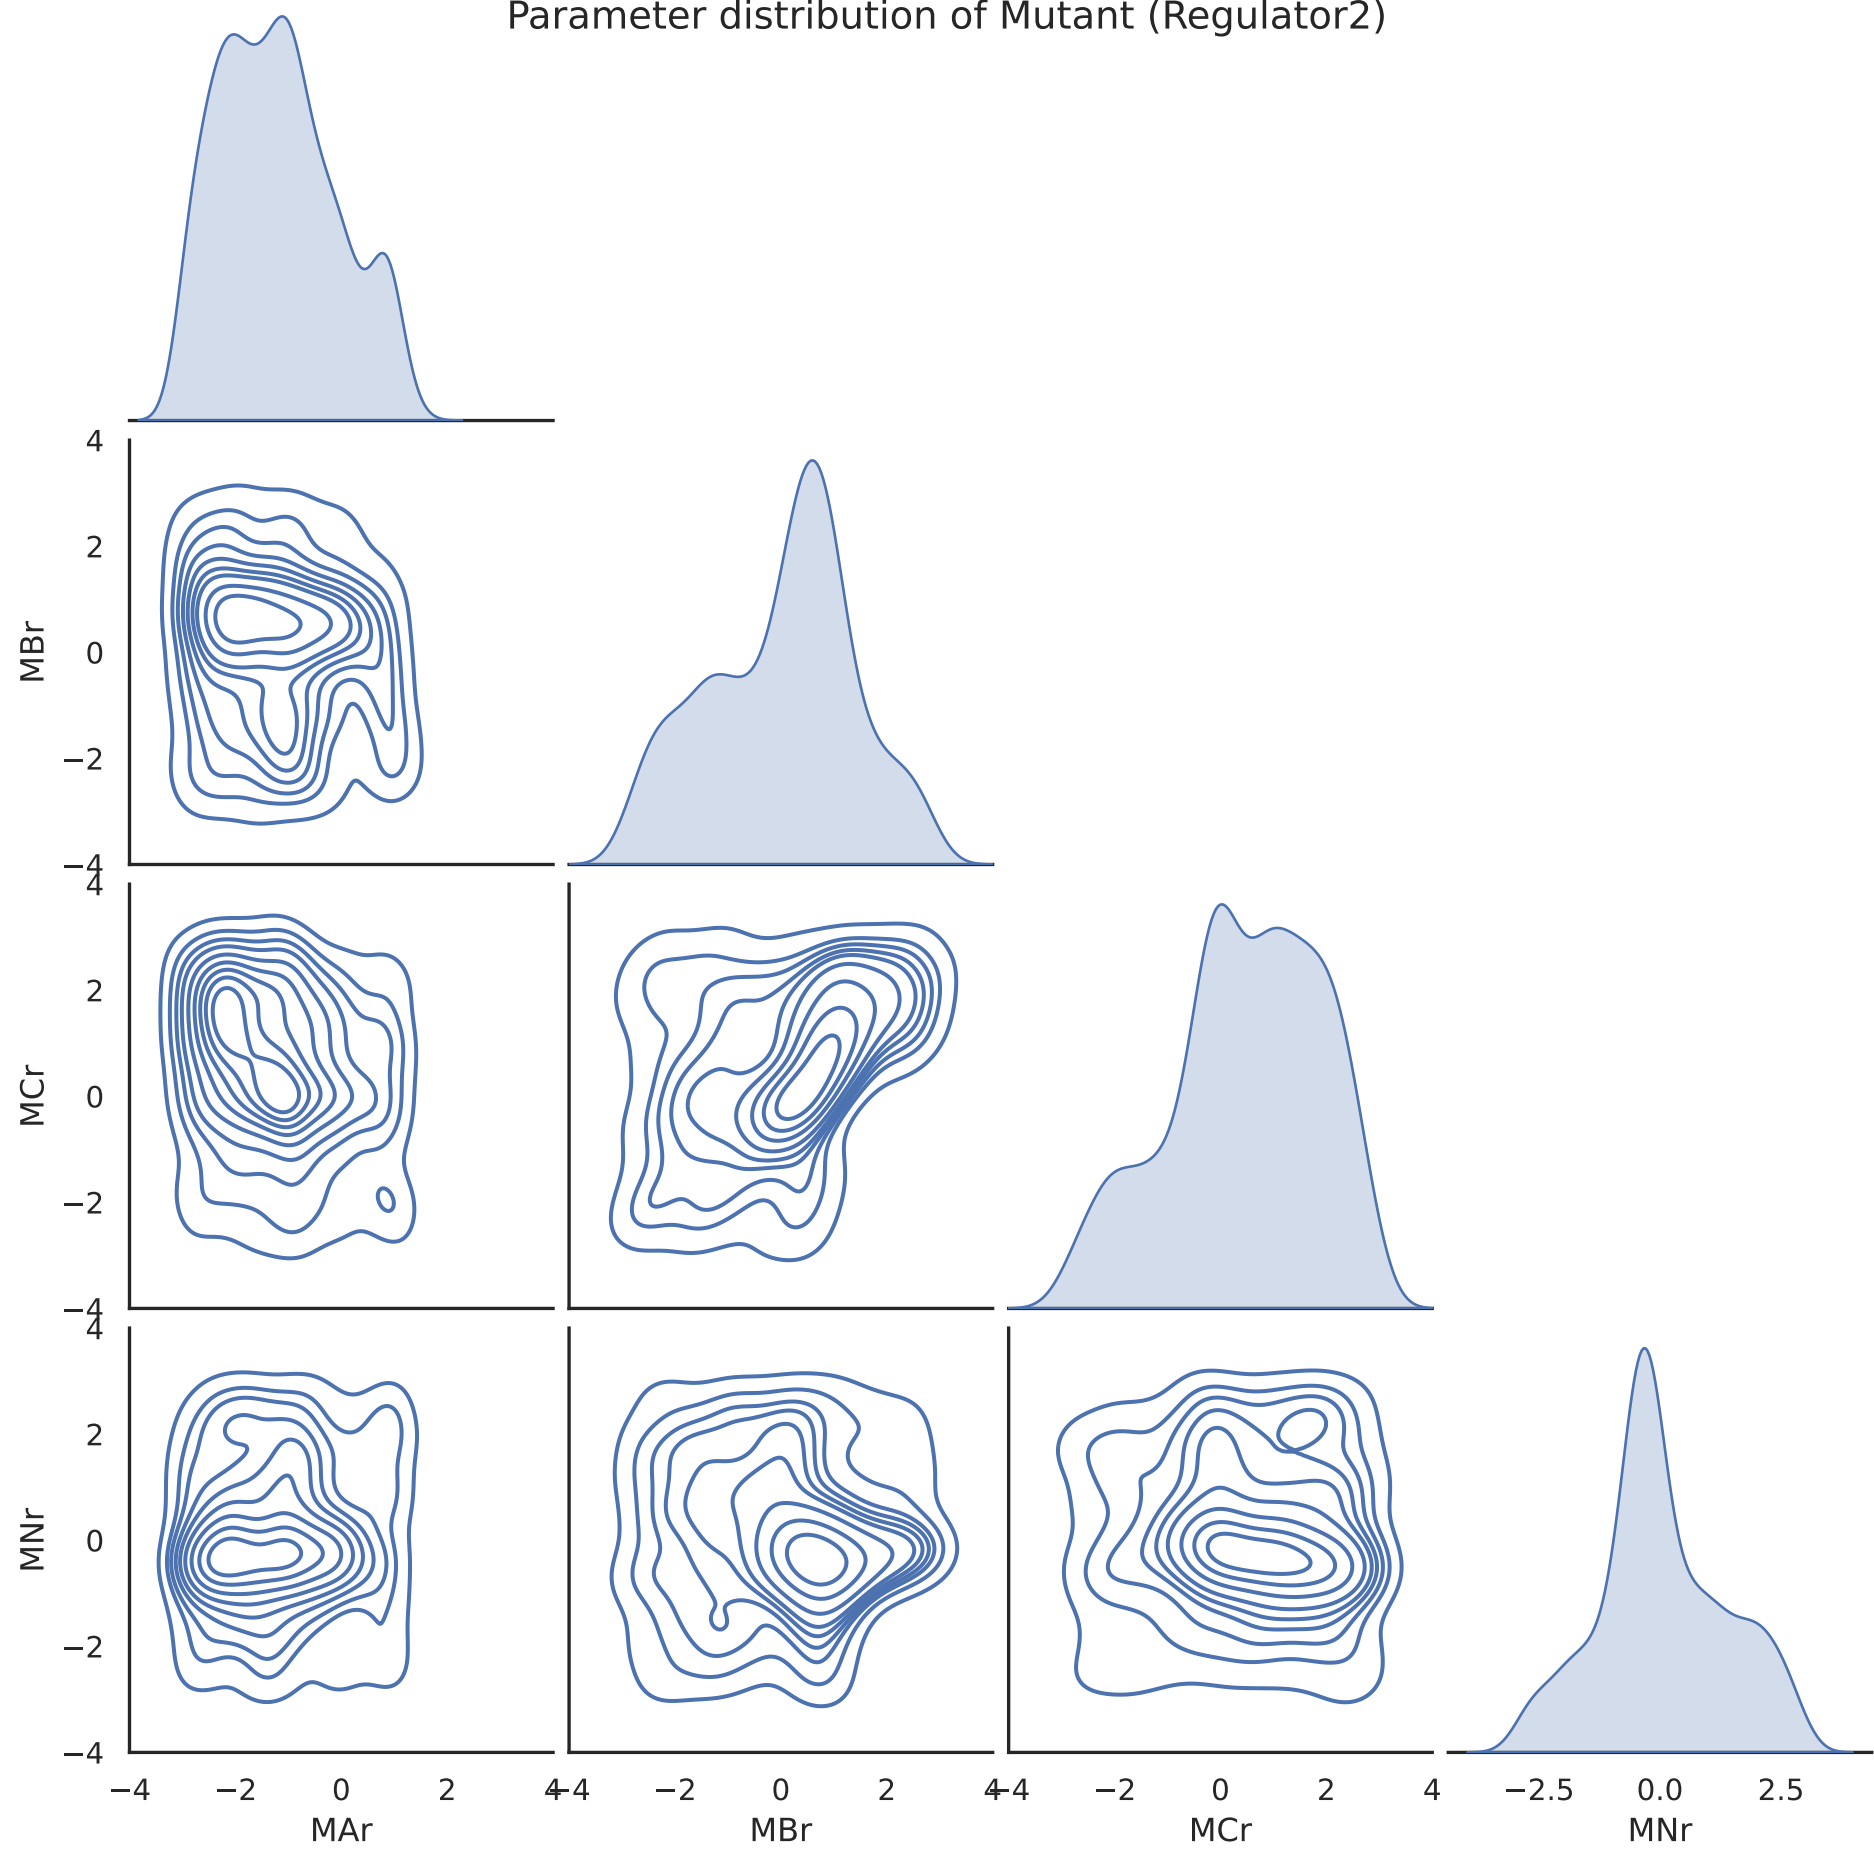 Parameter distribution of Mutant (Regulator2)
4
2
0
−2
−4
MBr
4
2
0
−2
−4
MCr
4
2
0
−2
−4
MNr
−4 −2 0 2 4
−4 −2 0 2 4
−4 −2 0 2 4
−2.5 0.0 2.5
MAr MBr MCr MNr